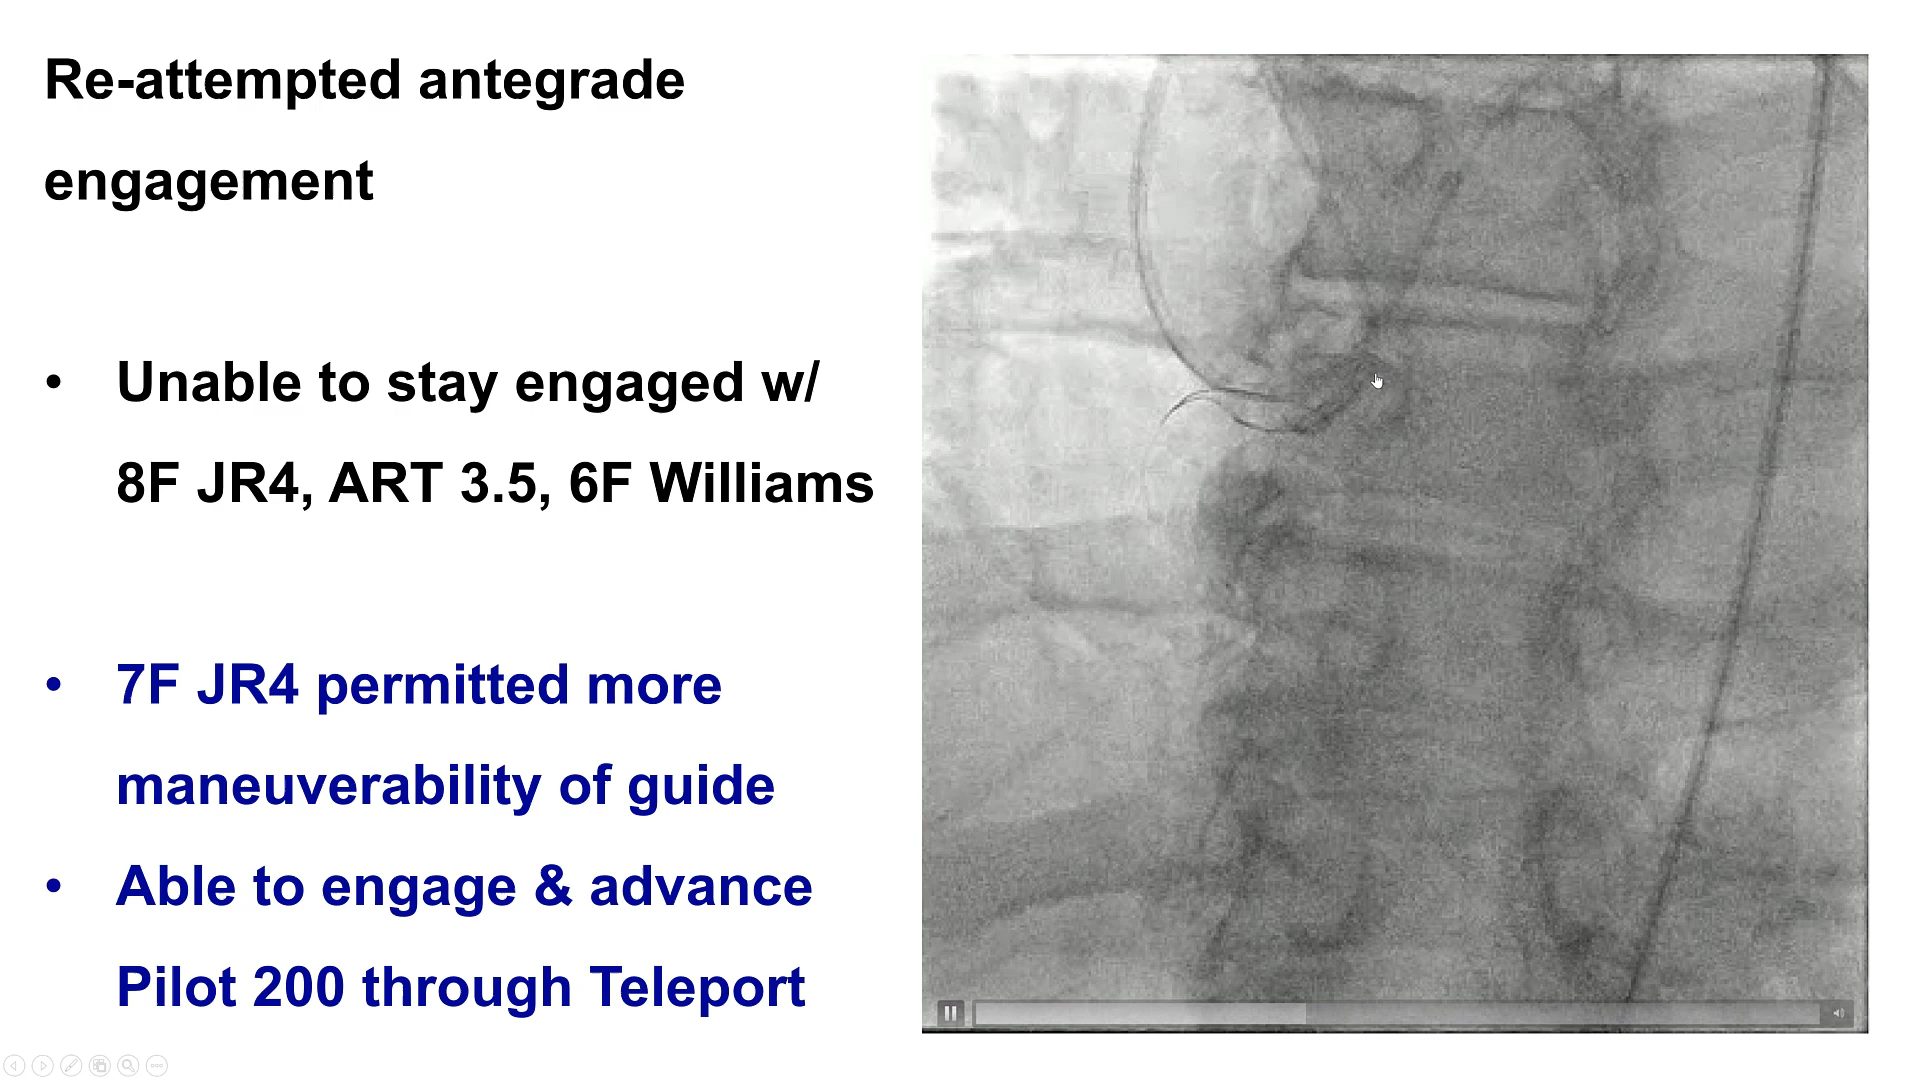 Re-attempted antegrade
engagement
• Unable to stay engaged w/
8F JR4, ART 3.5, 6F Williams
• 7F JR4 permitted more
maneuverability of guide
• Able to engage & advance
Pilot 200 through Teleport